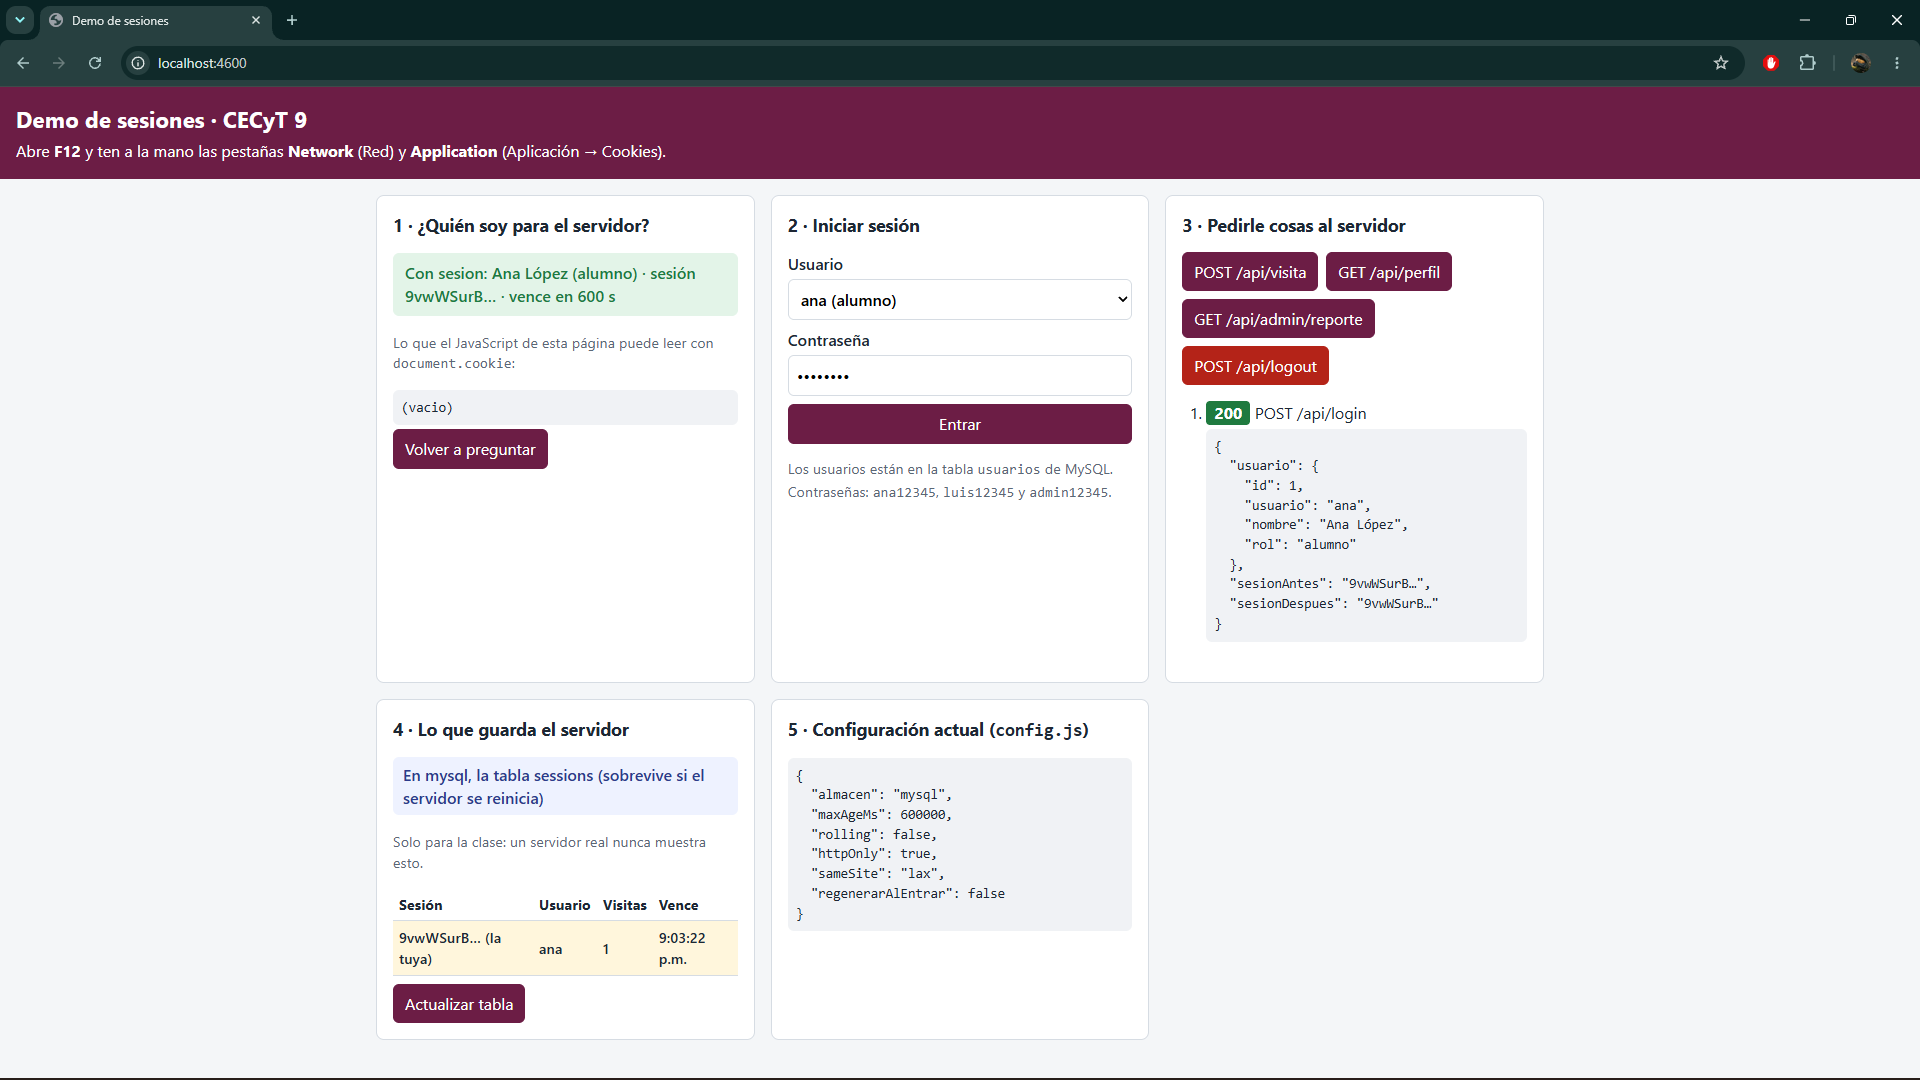 Demo de sesiones
localhost:4600
Demo de sesiones · CECyT 9
Abre F12 y ten a la mano las pestañas Network (Red) y Application (Aplicación → Cookies).
1 · ¿Quién soy para el servidor?
Con sesion: Ana López (alumno) · sesión
9vwWSurB… · vence en 600 s
Lo que el JavaScript de esta página puede leer con
document.cookie:
(vacio)
Volver a preguntar
2 · Iniciar sesión
Usuario
ana (alumno)
Contraseña
••••••••
Entrar
Los usuarios están en la tabla usuarios de MySQL.
Contraseñas: ana12345, luis12345 y admin12345.
3 · Pedirle cosas al servidor
POST /api/visita
GET /api/perfil
GET /api/admin/reporte
POST /api/logout
1. 200 POST /api/login
{
"usuario": {
"id": 1,
"usuario": "ana",
"nombre": "Ana López",
"rol": "alumno"
},
"sesionAntes": "9vwWSurB…",
"sesionDespues": "9vwWSurB…"
}
4 · Lo que guarda el servidor
En mysql, la tabla sessions (sobrevive si el
servidor se reinicia)
Solo para la clase: un servidor real nunca muestra
esto.
Sesión Usuario Visitas Vence
9vwWSurB… (la
tuya)
ana
1
9:03:22
p.m.
Actualizar tabla
5 · Configuración actual (config.js)
{
"almacen": "mysql",
"maxAgeMs": 600000,
"rolling": false,
"httpOnly": true,
"sameSite": "lax",
"regenerarAlEntrar": false
}